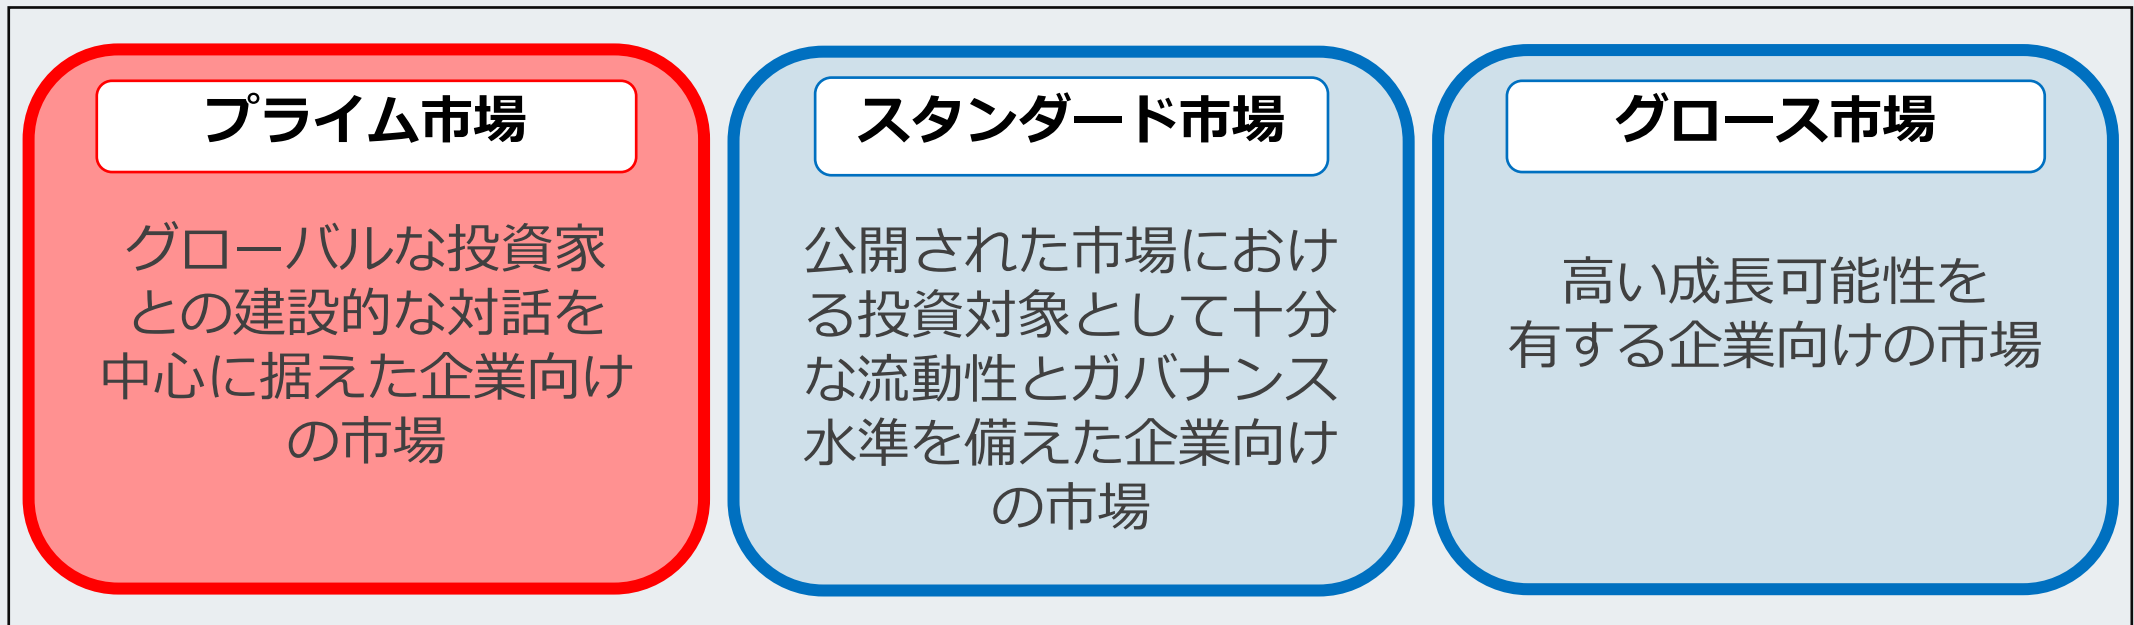 プライム市場
グローバルな投資家
との建設的な対話を
中心に据えた企業向け
の市場
スタンダード市場
公開された市場におけ
る投資対象として十分
な流動性とガバナンス
水準を備えた企業向け
の市場
グロース市場
高い成長可能性を
有する企業向けの市場